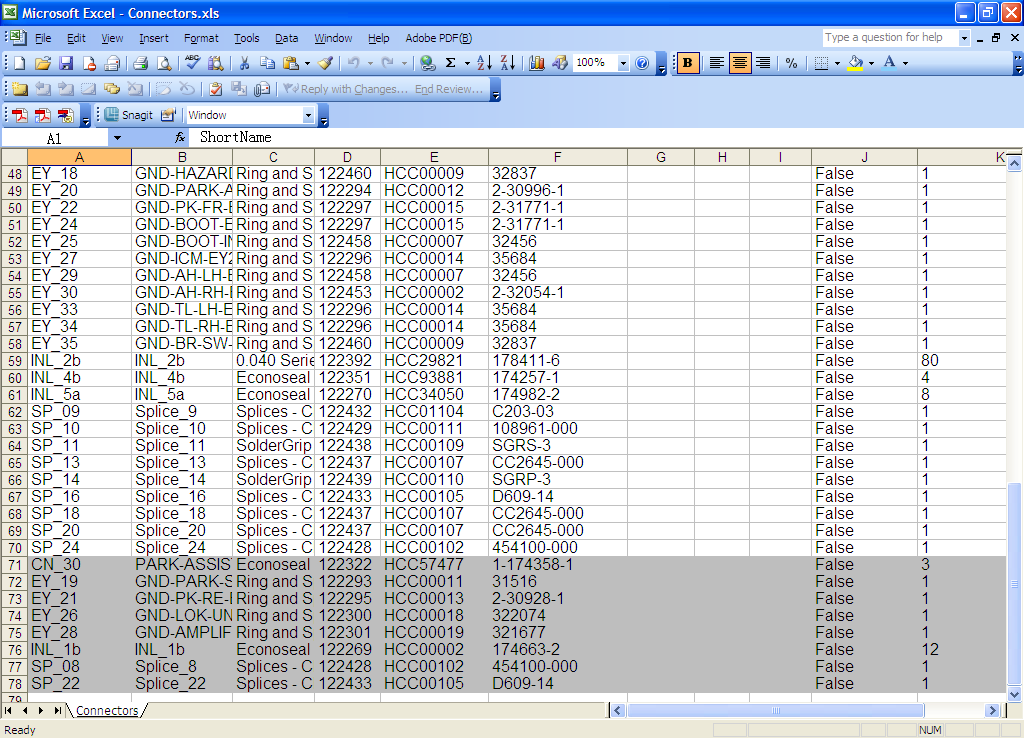 Microsoft Excel - Connectors.xls
File Edit View Insert Format Tools Data Window Help Adobe PDF(B) Type a question for help
Σ 100% B % A
Reply with Changes... End Review...
Snagit Window
A1 fx ShortName
A B C D E F G H I J K
48 EY_18 GND-HAZARD Ring and S 122460 HCC00009 32837 False 1
49 EY_20 GND-PARK-A Ring and S 122294 HCC00012 2-30996-1 False 1
50 EY_22 GND-PK-FR-E Ring and S 122297 HCC00015 2-31771-1 False 1
51 EY_24 GND-BOOT-E Ring and S 122297 HCC00015 2-31771-1 False 1
52 EY_25 GND-BOOT-IN Ring and S 122458 HCC00007 32456 False 1
53 EY_27 GND-ICM-EY2 Ring and S 122296 HCC00014 35684 False 1
54 EY_29 GND-AH-LH-E Ring and S 122458 HCC00007 32456 False 1
55 EY_30 GND-AH-RH-E Ring and S 122453 HCC00002 2-32054-1 False 1
56 EY_33 GND-TL-LH-E Ring and S 122296 HCC00014 35684 False 1
57 EY_34 GND-TL-RH-E Ring and S 122296 HCC00014 35684 False 1
58 EY_35 GND-BR-SW- Ring and S 122460 HCC00009 32837 False 1
59 INL_2b INL_2b 0.040 Serie 122392 HCC29821 178411-6 False 80
60 INL_4b INL_4b Econoseal 122351 HCC93881 174257-1 False 4
61 INL_5a INL_5a Econoseal 122270 HCC34050 174982-2 False 8
62 SP_09 Splice_9 Splices - C 122432 HCC01104 C203-03 False 1
63 SP_10 Splice_10 Splices - C 122429 HCC00111 108961-000 False 1
64 SP_11 Splice_11 SolderGrip 122438 HCC00109 SGRS-3 False 1
65 SP_13 Splice_13 Splices - C 122437 HCC00107 CC2645-000 False 1
66 SP_14 Splice_14 SolderGrip 122439 HCC00110 SGRP-3 False 1
67 SP_16 Splice_16 Splices - C 122433 HCC00105 D609-14 False 1
68 SP_18 Splice_18 Splices - C 122437 HCC00107 CC2645-000 False 1
69 SP_20 Splice_20 Splices - C 122437 HCC00107 CC2645-000 False 1
70 SP_24 Splice_24 Splices - C 122428 HCC00102 454100-000 False 1
71 CN_30 PARK-ASSIS Econoseal 122322 HCC57477 1-174358-1 False 3
72 EY_19 GND-PARK-S Ring and S 122293 HCC00011 31516 False 1
73 EY_21 GND-PK-RE- Ring and S 122295 HCC00013 2-30928-1 False 1
74 EY_26 GND-LOK-UN Ring and S 122300 HCC00018 322074 False 1
75 EY_28 GND-AMPLIF Ring and S 122301 HCC00019 321677 False 1
76 INL_1b INL_1b Econoseal 122269 HCC00002 174663-2 False 12
77 SP_08 Splice_8 Splices - C 122428 HCC00102 454100-000 False 1
78 SP_22 Splice_22 Splices - C 122433 HCC00105 D609-14 False 1
79
Connectors
Ready NUM